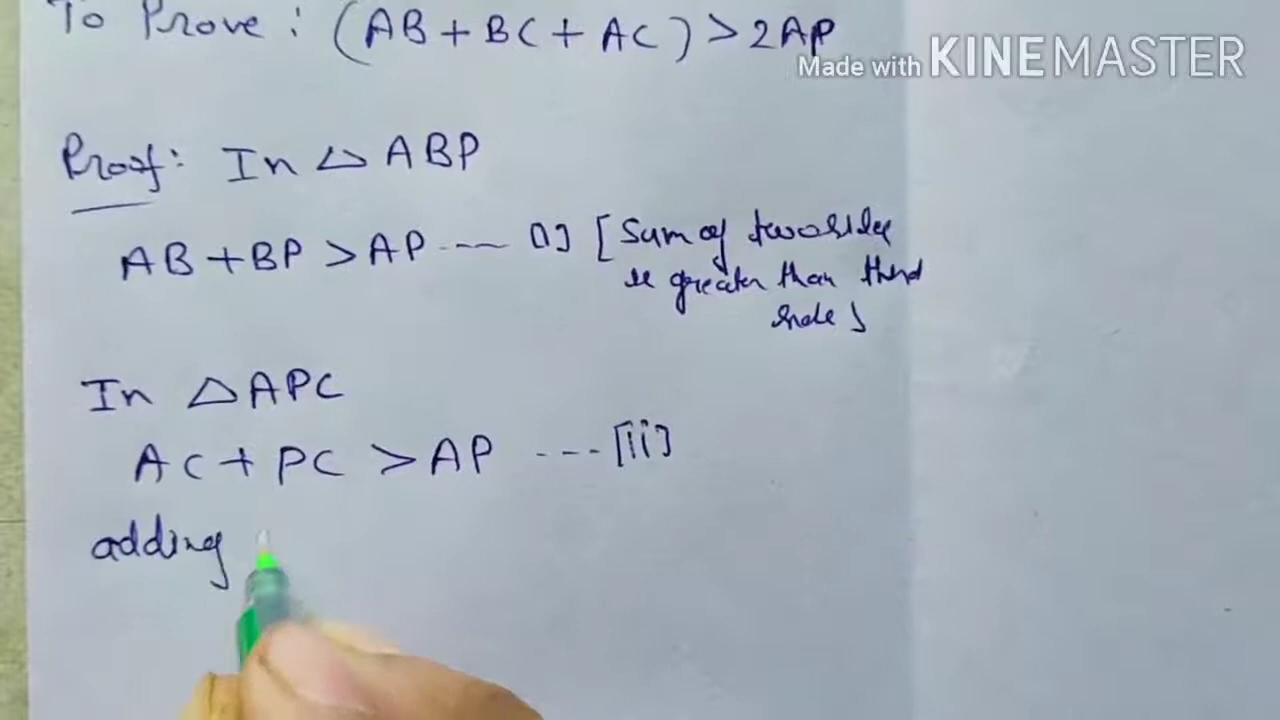 To Prove : (AB + BC + AC) > 2AP
Made with KINEMASTER
Proof : In △ ABP
AB + BP > AP ---- [i] [Sum of two sides
is greater than third
side]
In △ APC
AC + PC > AP ---- [ii]
adding